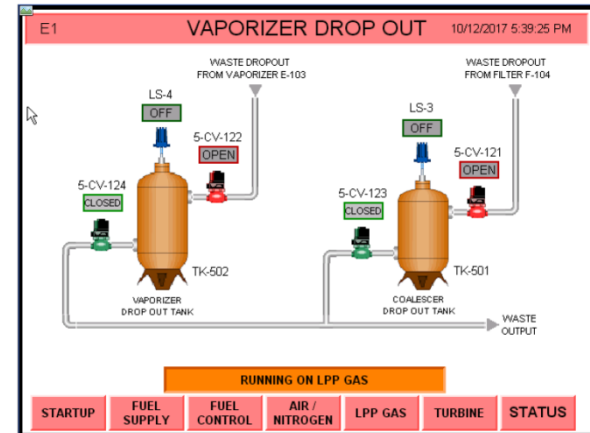 E1
VAPORIZER DROP OUT
10/12/2017 5:39:25 PM
WASTE DROPOUT
FROM VAPORIZER E-103
WASTE DROPOUT
FROM FILTER F-104
LS-4
OFF
LS-3
OFF
5-CV-122
OPEN
5-CV-121
OPEN
5-CV-124
CLOSED
5-CV-123
CLOSED
TK-502
TK-501
VAPORIZER
DROP OUT TANK
COALESCER
DROP OUT TANK
WASTE
OUTPUT
RUNNING ON LPP GAS
STARTUP
FUEL
SUPPLY
FUEL
CONTROL
AIR /
NITROGEN
LPP GAS
TURBINE
STATUS